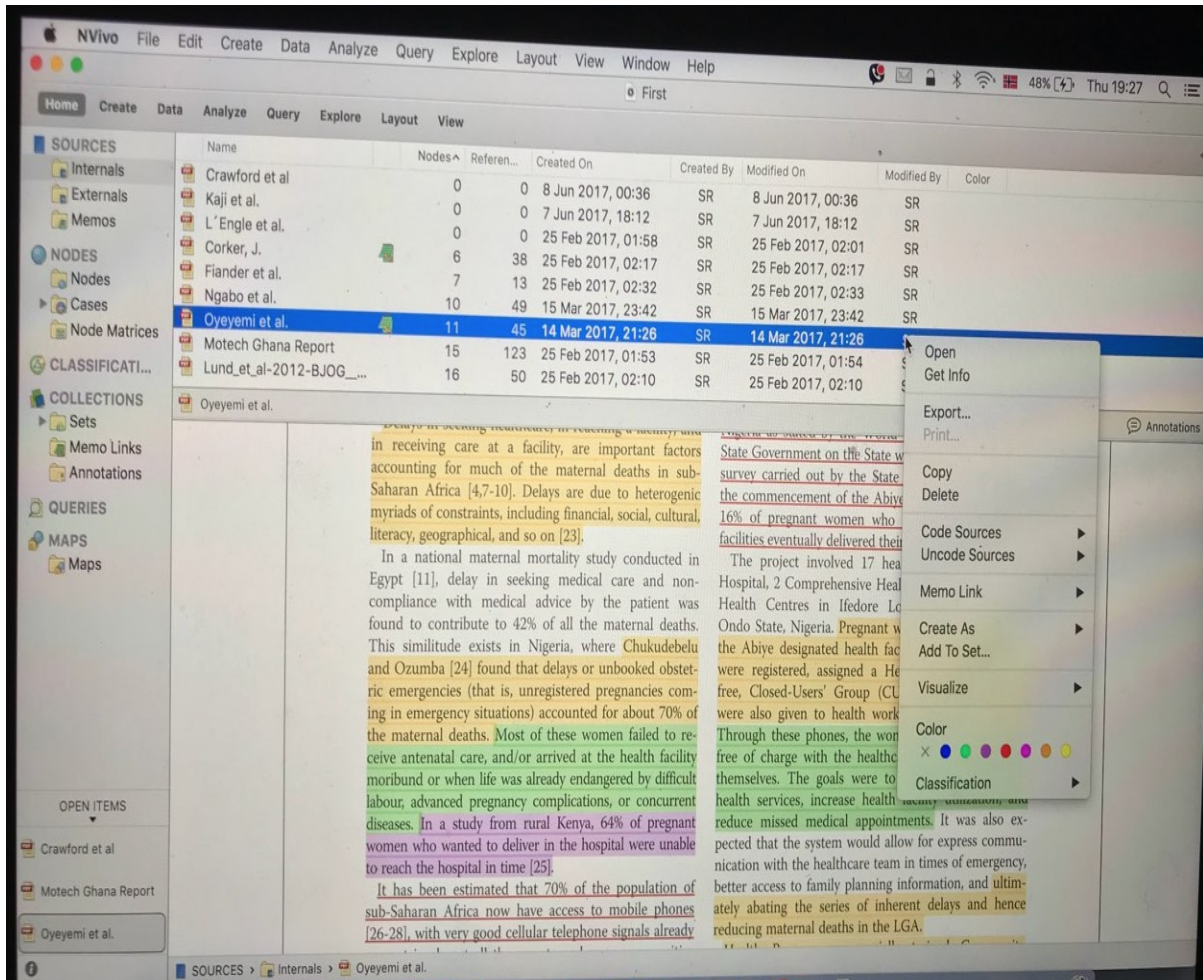 NVivo File Edit Create Data Analyze Query Explore Layout View Window Help
48% Thu 19:27
First
Home Create Data Analyze Query Explore Layout View
SOURCES
Internals
Externals
Memos
NODES
Nodes
Cases
Node Matrices
CLASSIFICATI...
COLLECTIONS
Sets
Memo Links
Annotations
QUERIES
MAPS
Maps
OPEN ITEMS
Crawford et al
Motech Ghana Report
Oyeyemi et al.
Name Nodes Referen... Created On Created By Modified On Modified By Color
Crawford et al 0 0 8 Jun 2017, 00:36 SR 8 Jun 2017, 00:36 SR
Kaji et al. 0 0 7 Jun 2017, 18:12 SR 7 Jun 2017, 18:12 SR
L´Engle et al. 0 0 25 Feb 2017, 01:58 SR 25 Feb 2017, 02:01 SR
Corker, J. 6 38 25 Feb 2017, 02:17 SR 25 Feb 2017, 02:17 SR
Fiander et al. 7 13 25 Feb 2017, 02:32 SR 25 Feb 2017, 02:33 SR
Ngabo et al. 10 49 15 Mar 2017, 23:42 SR 15 Mar 2017, 23:42 SR
Oyeyemi et al. 11 45 14 Mar 2017, 21:26 SR 14 Mar 2017, 21:26
Motech Ghana Report 15 123 25 Feb 2017, 01:53 SR 25 Feb 2017, 01:54
Lund_et_al-2012-BJOG__... 16 50 25 Feb 2017, 02:10 SR 25 Feb 2017, 02:10
Oyeyemi et al.
Annotations
in receiving care at a facility, are important factors
accounting for much of the maternal deaths in sub-
Saharan Africa [4,7-10]. Delays are due to heterogenic
myriads of constraints, including financial, social, cultural,
literacy, geographical, and so on [23].
In a national maternal mortality study conducted in
Egypt [11], delay in seeking medical care and non-
compliance with medical advice by the patient was
found to contribute to 42% of all the maternal deaths.
This similitude exists in Nigeria, where Chukudebelu
and Ozumba [24] found that delays or unbooked obstet-
ric emergencies (that is, unregistered pregnancies com-
ing in emergency situations) accounted for about 70% of
the maternal deaths. Most of these women failed to re-
ceive antenatal care, and/or arrived at the health facility
moribund or when life was already endangered by difficult
labour, advanced pregnancy complications, or concurrent
diseases. In a study from rural Kenya, 64% of pregnant
women who wanted to deliver in the hospital were unable
to reach the hospital in time [25].
It has been estimated that 70% of the population of
sub-Saharan Africa now have access to mobile phones
[26-28], with very good cellular telephone signals already
State Government on the State
survey carried out by the State
the commencement of the Abiye
16% of pregnant women who
facilities eventually delivered their
The project involved 17
Hospital, 2 Comprehensive
Health Centres in Ifedore
Ondo State, Nigeria. Pregnant
the Abiye designated health
were registered, assigned a
free, Closed-Users' Group
were also given to health
Through these phones, the
free of charge with the
themselves. The goals were to
health services, increase health facility utilization, and
reduce missed medical appointments. It was also ex-
pected that the system would allow for express commu-
nication with the healthcare team in times of emergency,
better access to family planning information, and ultim-
ately abating the series of inherent delays and hence
reducing maternal deaths in the LGA.
Open
Get Info
Export...
Print...
Copy
Delete
Code Sources
Uncode Sources
Memo Link
Create As
Add To Set...
Visualize
Color
Classification
SOURCES › Internals › Oyeyemi et al.